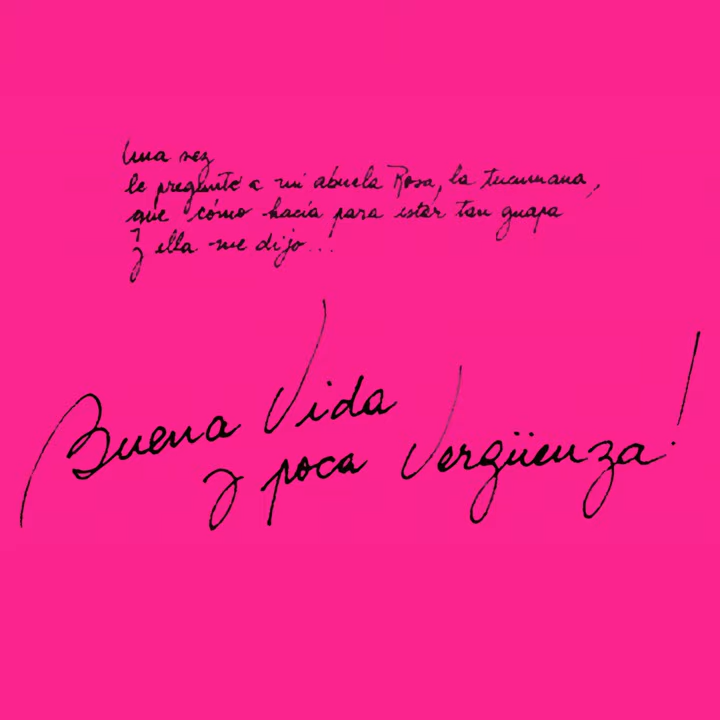 Una vez
le pregunté a mi abuela Rosa, la tucumana,
que cómo hacía para estar tan guapa
y ella me dijo...
Buena Vida
y poca Vergüenza!